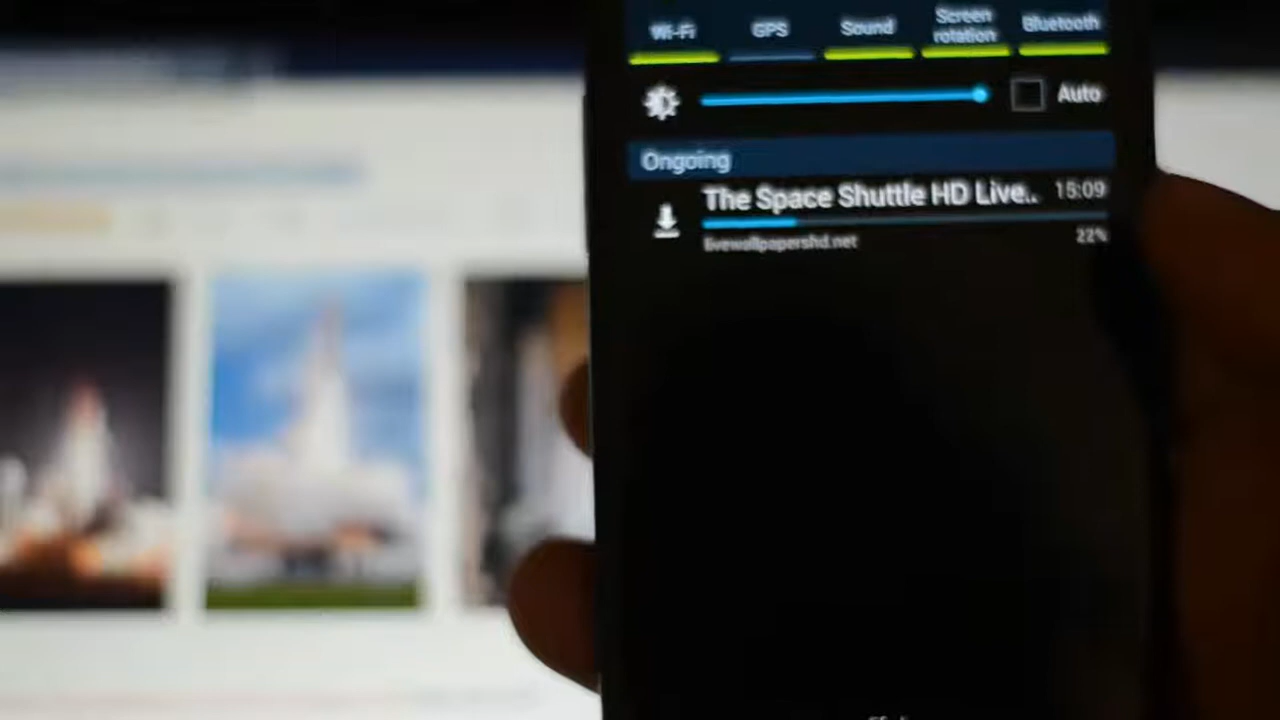 Wi-Fi GPS Sound Screen rotation Bluetooth
Auto
Ongoing
The Space Shuttle HD Live.. 15:09
livewallpapershd.net 22%